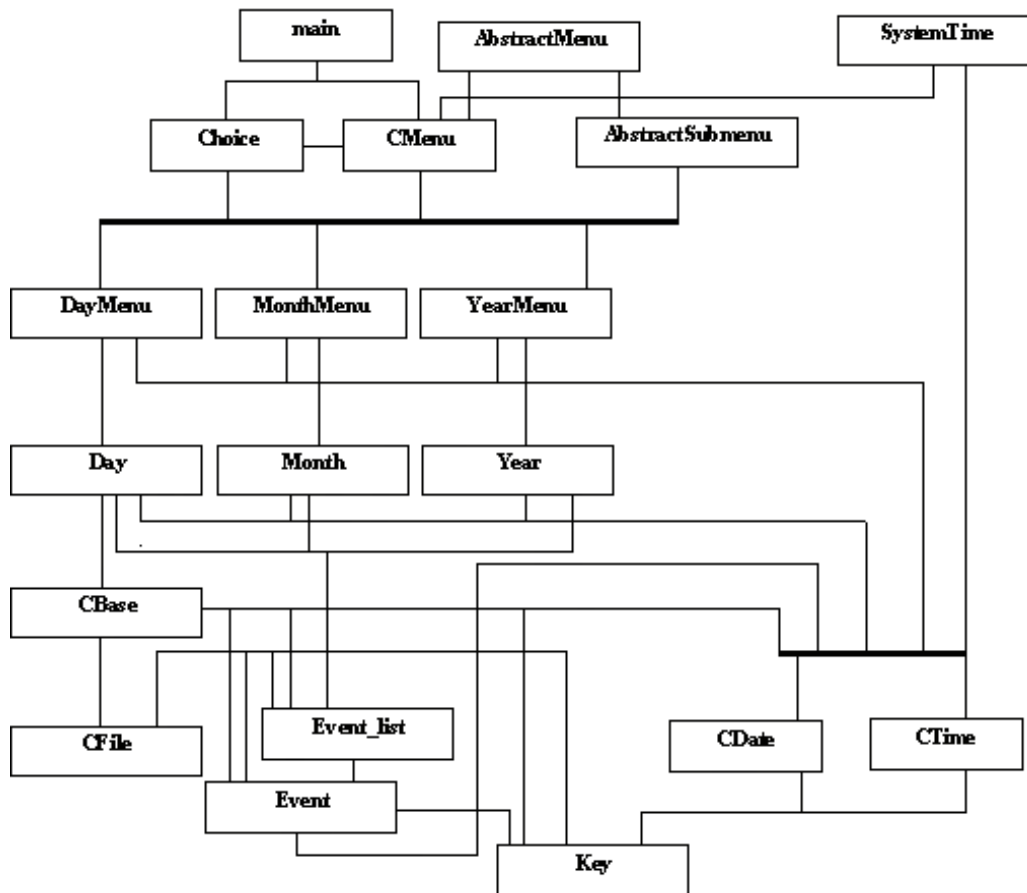 main
AbstractMenu
SystemTime
Choice
CMenu
AbstractSubmenu
DayMenu
MonthMenu
YearMenu
Day
Month
Year
CBase
Event_list
CFile
CDate
CTime
Event
Key